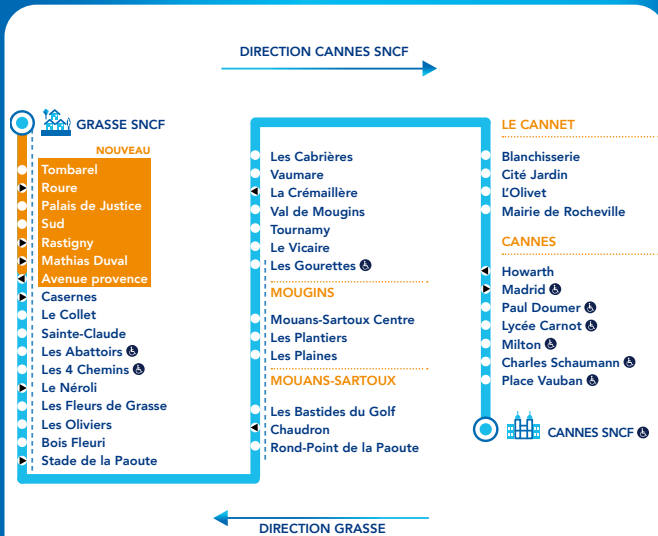 DIRECTION CANNES SNCF
GRASSE SNCF
NOUVEAU
Tombarel
Roure
Palais de Justice
Sud
Rastigny
Mathias Duval
Avenue provence
Casernes
Le Collet
Sainte-Claude
Les Abattoirs
Les 4 Chemins
Le Néroli
Les Fleurs de Grasse
Les Oliviers
Bois Fleuri
Stade de la Paoute
Les Cabrières
Vaumare
La Crémaillère
Val de Mougins
Tournamy
Le Vicaire
Les Gourettes
MOUGINS
Mouans-Sartoux Centre
Les Plantiers
Les Plaines
MOUANS-SARTOUX
Les Bastides du Golf
Chaudron
Rond-Point de la Paoute
LE CANNET
Blanchisserie
Cité Jardin
L'Olivet
Mairie de Rocheville
CANNES
Howarth
Madrid
Paul Doumer
Lycée Carnot
Milton
Charles Schaumann
Place Vauban
CANNES SNCF
DIRECTION GRASSE